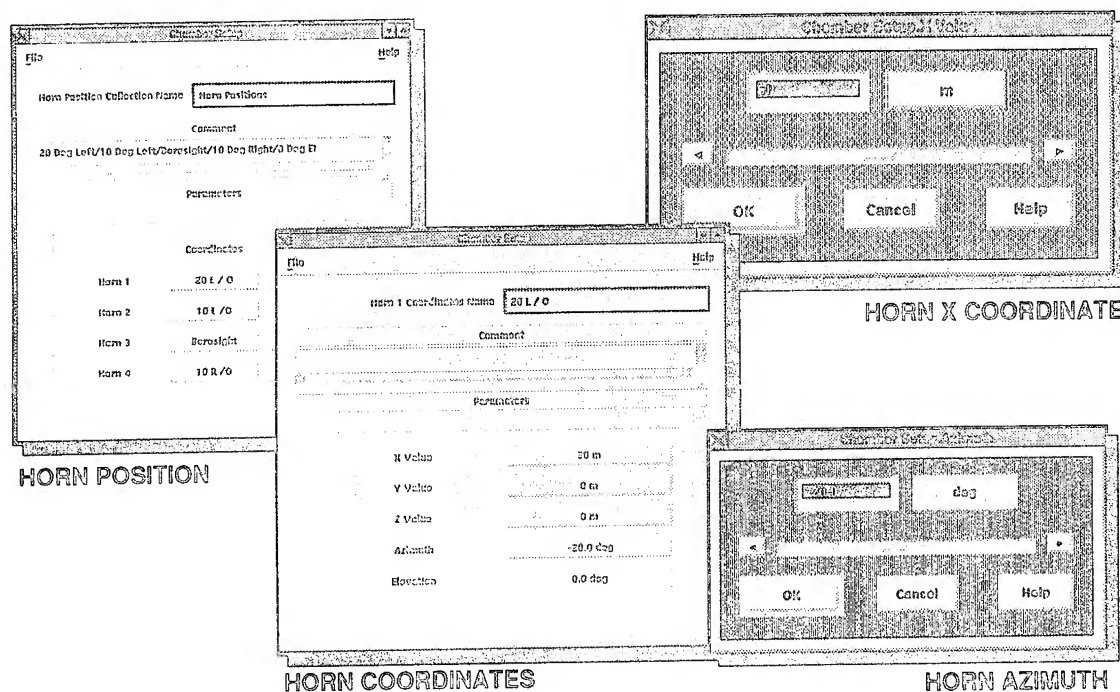 Chamber Setup
File Help
Horn Position Collection Name Horn Positions
Comment
20 Deg Left/10 Deg Left/Boresight/10 Deg Right/0 Deg El
Parameters
Coordinates
Horn 1 20 L / 0
Horn 2 10 L / 0
Horn 3 Boresight
Horn 4 10 R / 0
HORN POSITION
Chamber Setup
File Help
Horn 1 Coordinates Name 20 L / 0
Comment
Parameters
X Value 20 m
Y Value 0 m
Z Value 0 m
Azimuth -20.0 deg
Elevation 0.0 deg
HORN COORDINATES
Chamber Setup
m
OK Cancel Help
HORN X COORDINATE
Chamber Setup Azimuth
deg
OK Cancel Help
HORN AZIMUTH